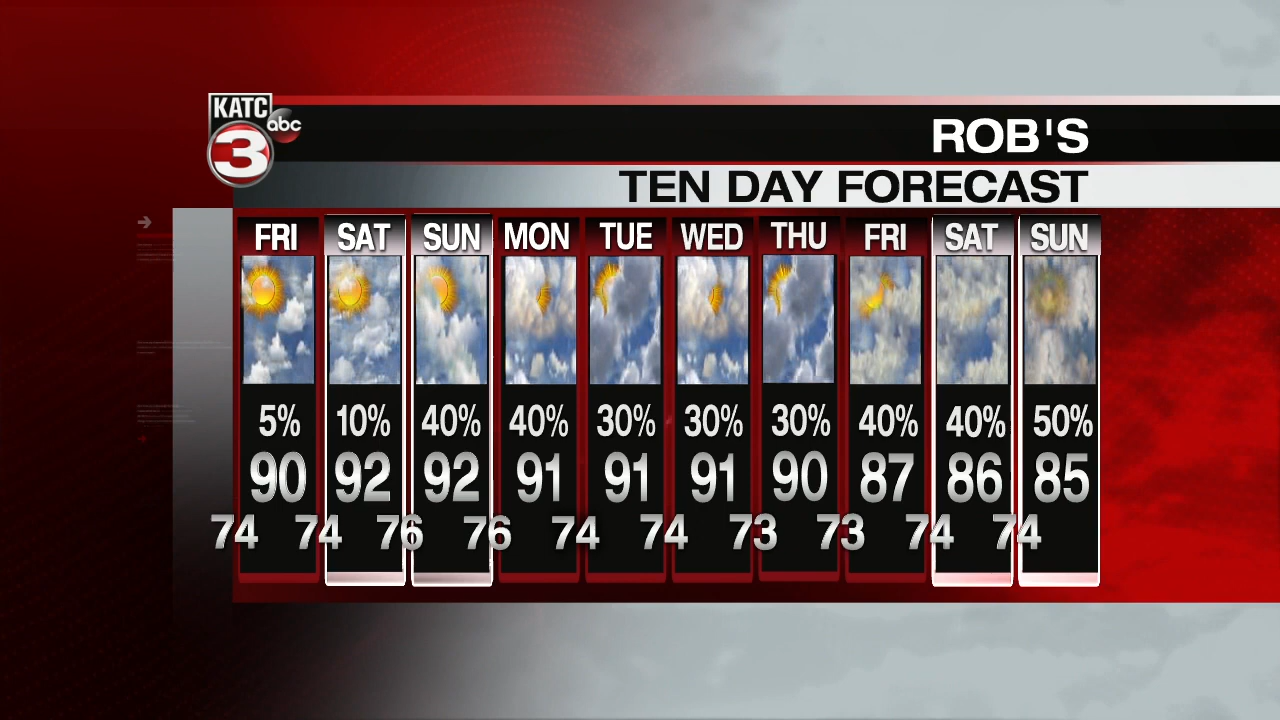 KATC
abc
3
ROB'S
TEN DAY FORECAST
FRI SAT SUN MON TUE WED THU FRI SAT SUN
5% 10% 40% 40% 30% 30% 30% 40% 40% 50%
90 92 92 91 91 91 90 87 86 85
74 74 76 76 74 74 73 73 74 74